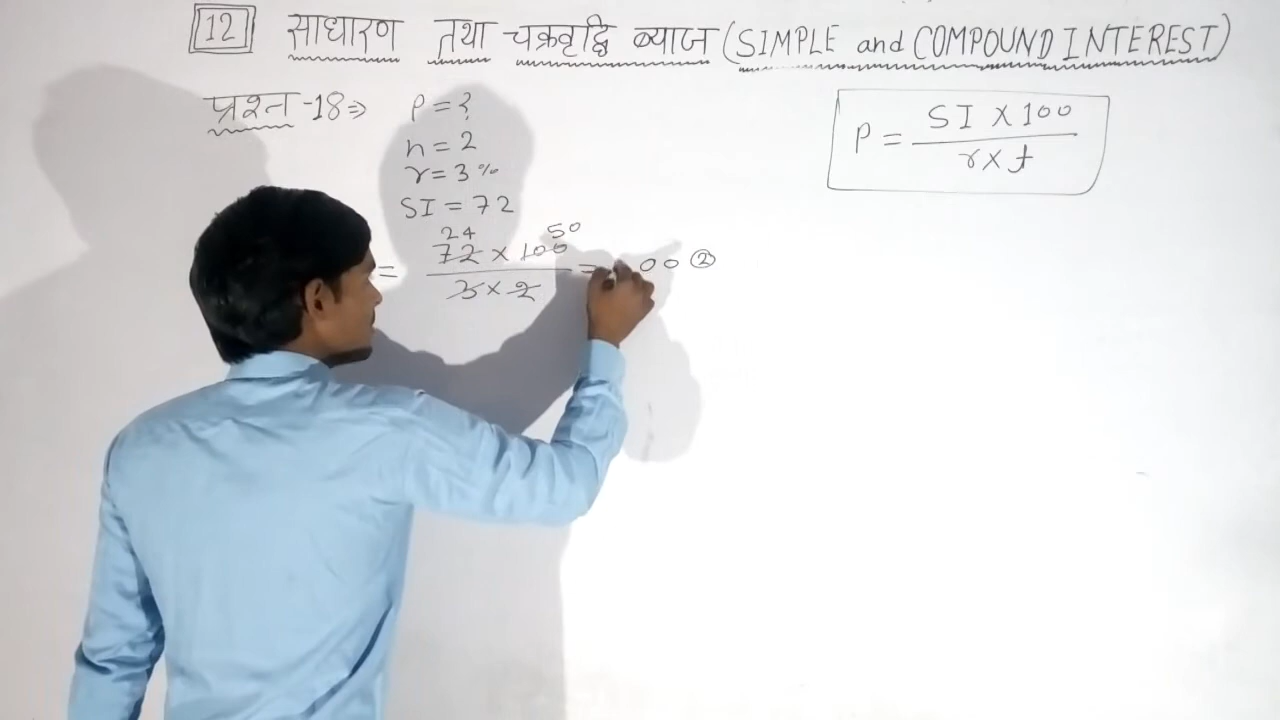 12 साधारण तथा चक्रवृद्धि ब्याज (SIMPLE and COMPOUND INTEREST)
प्रश्न-18⇒ P = ?
n = 2
r = 3%
SI = 72
P = SI X 100 / r x t
24 50
= 72 x 100 / 3 x 2 = 00 ②